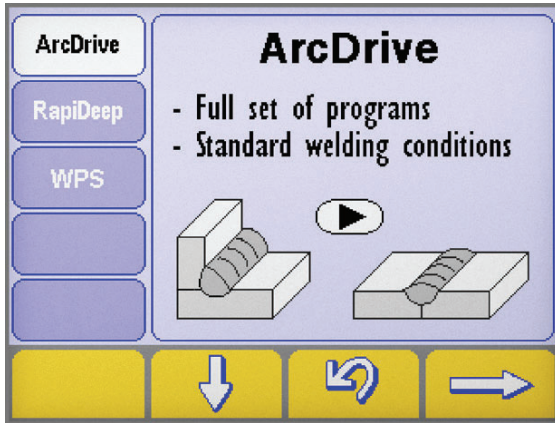 ArcDrive
RapiDeep
WPS
ArcDrive
- Full set of programs
- Standard welding conditions